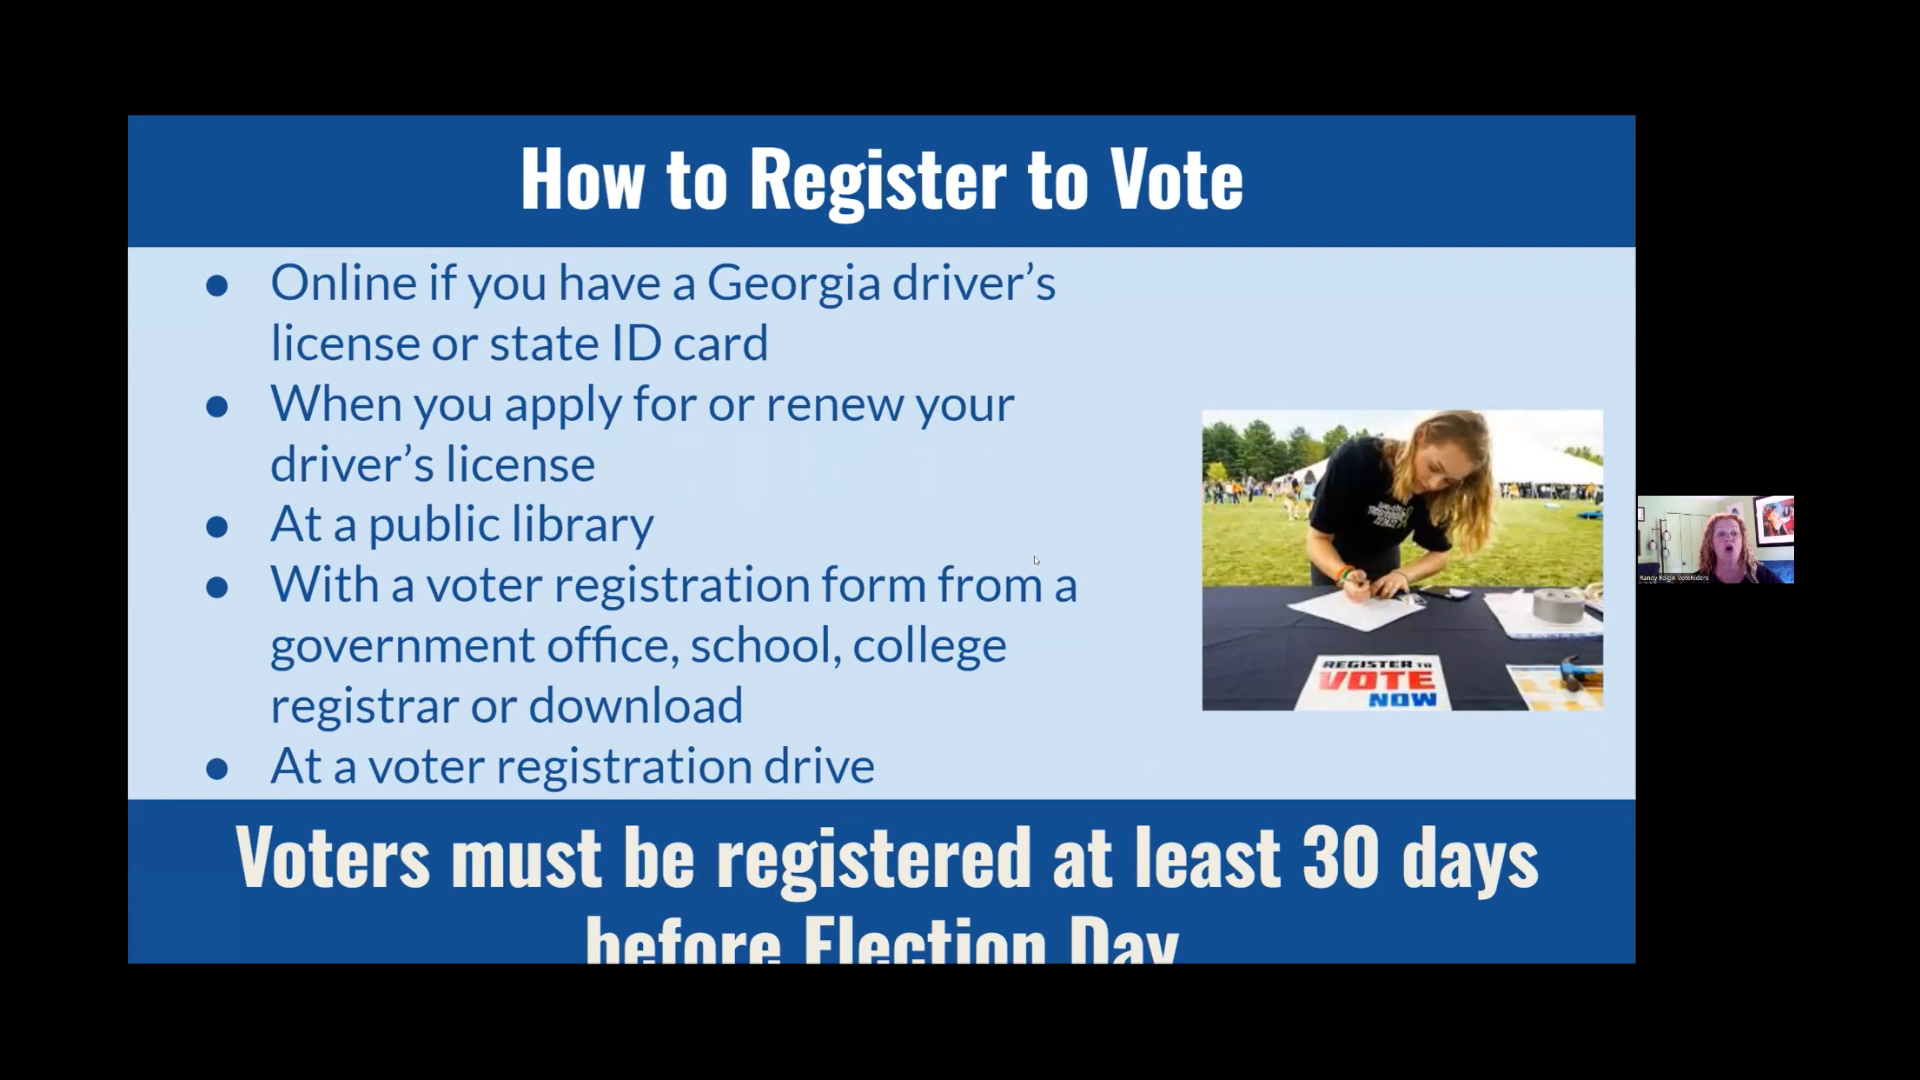 How to Register to Vote
● Online if you have a Georgia driver's
license or state ID card
● When you apply for or renew your
driver's license
● At a public library
● With a voter registration form from a
government office, school, college
registrar or download
● At a voter registration drive
REGISTER TO
VOTE
NOW
Voters must be registered at least 30 days
before Election Day